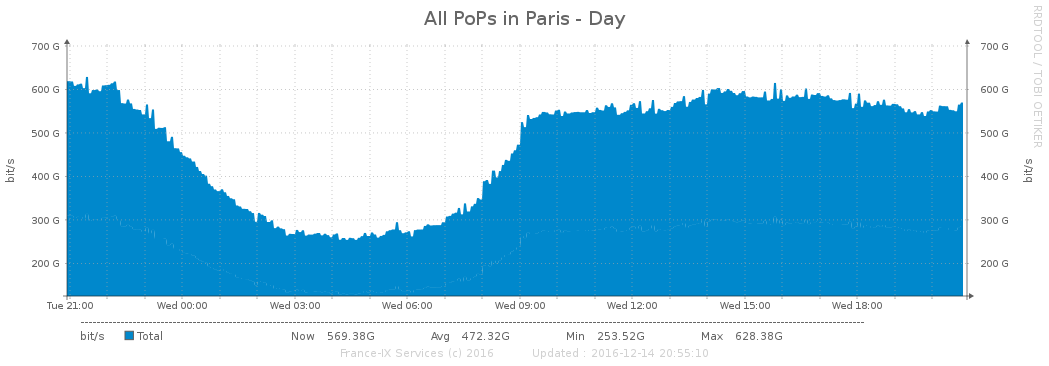 All PoPs in Paris - Day
RRDTOOL / TOBI OETIKER
700 G 700 G
600 G 600 G
500 G 500 G
400 G 400 G
300 G 300 G
200 G 200 G
bit/s bit/s
Tue 21:00 Wed 00:00 Wed 03:00 Wed 06:00 Wed 09:00 Wed 12:00 Wed 15:00 Wed 18:00
bit/s Total Now 569.38G Avg 472.32G Min 253.52G Max 628.38G
France-IX Services (c) 2016 Updated : 2016-12-14 20:55:10